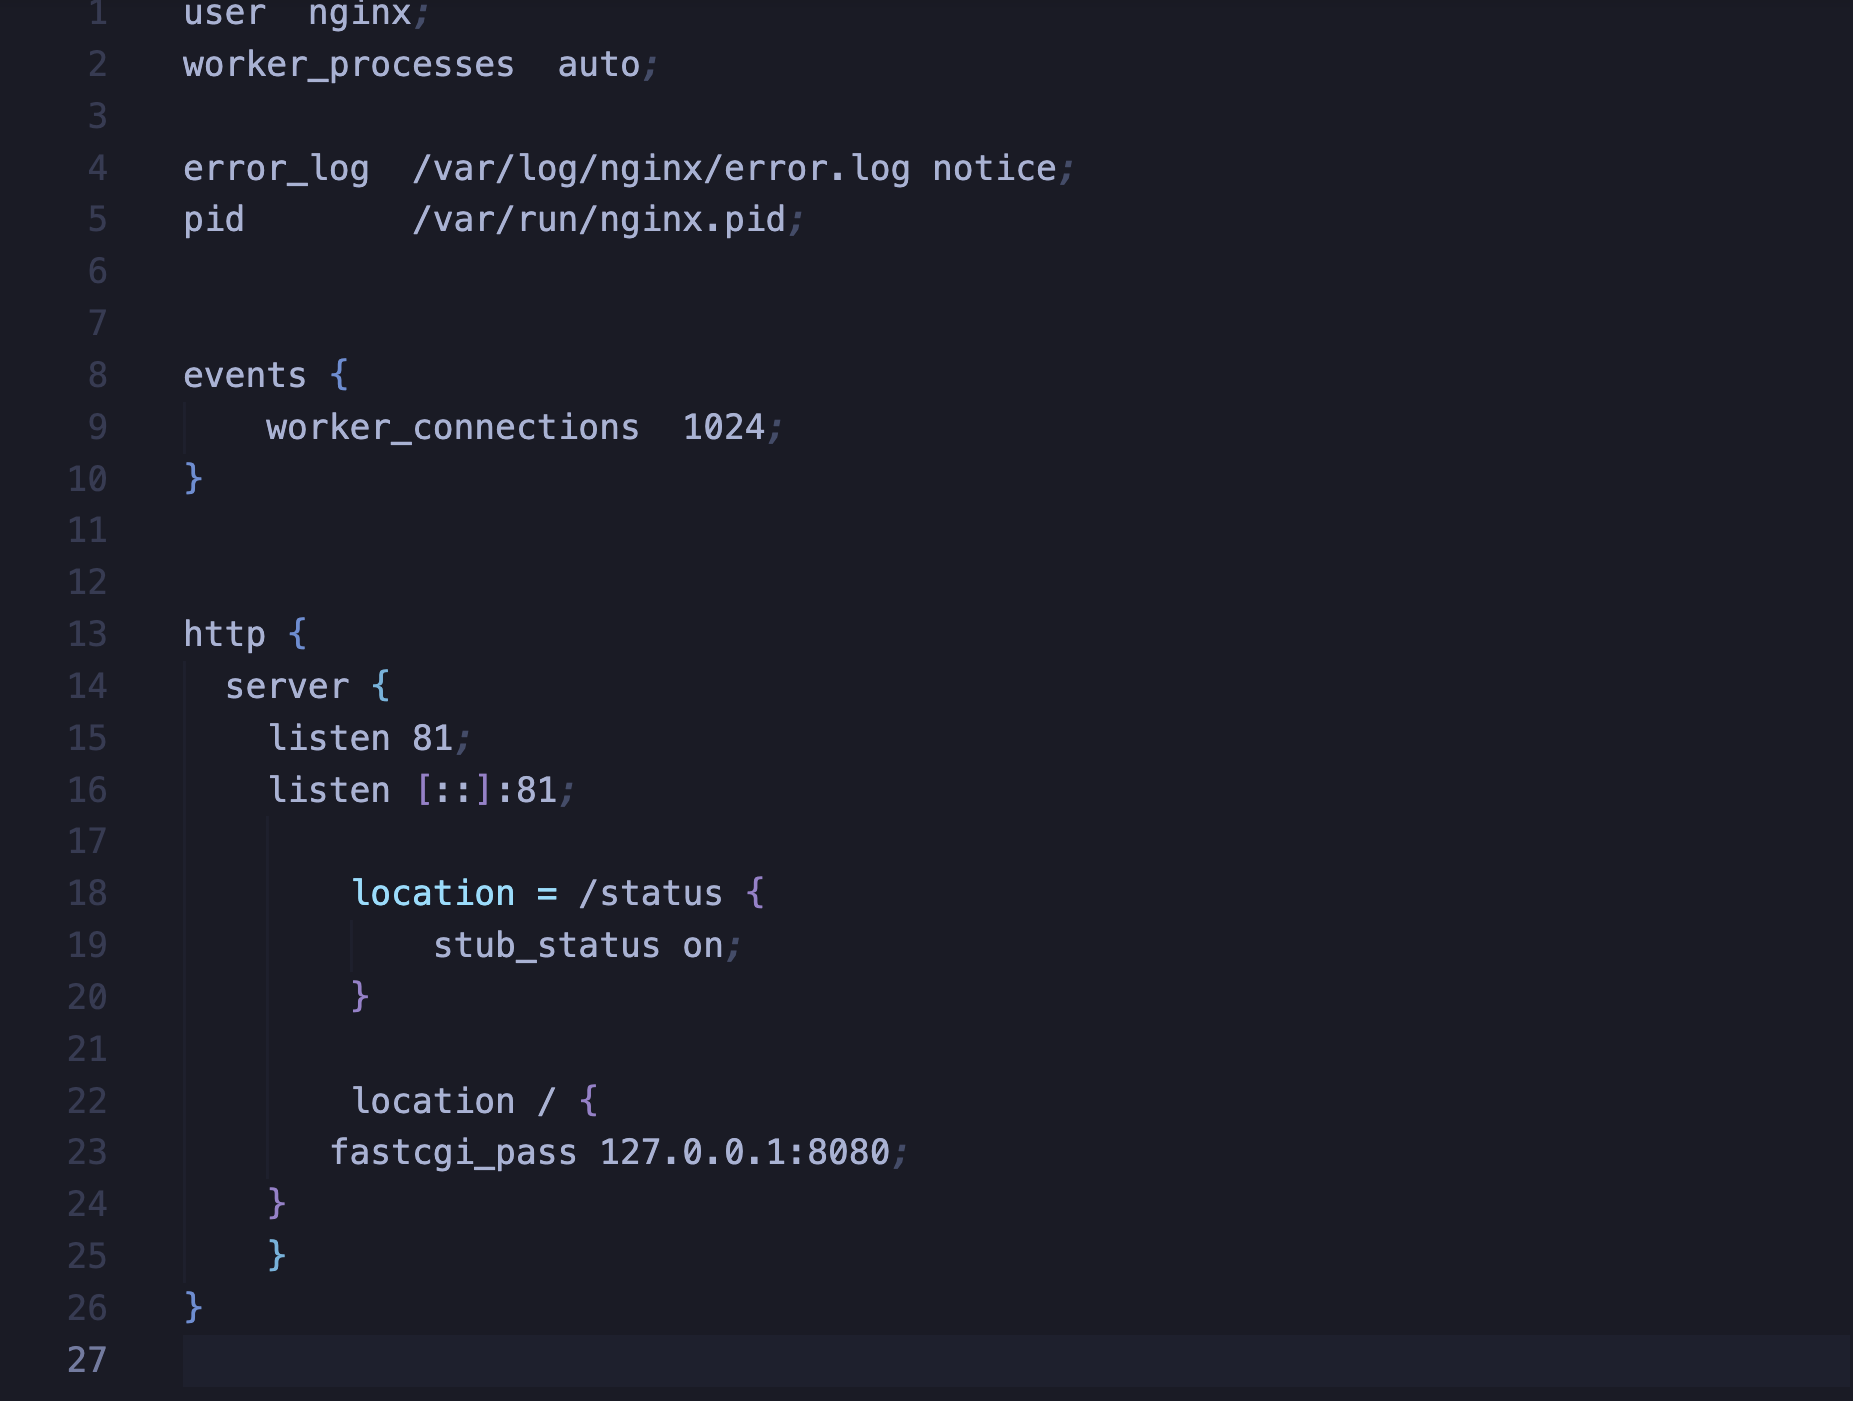 1 user  nginx;
2 worker_processes  auto;
3
4 error_log  /var/log/nginx/error.log notice;
5 pid        /var/run/nginx.pid;
6
7
8 events {
9     worker_connections  1024;
10 }
11
12
13 http {
14   server {
15     listen 81;
16     listen [::]:81;
17
18         location = /status {
19             stub_status on;
20         }
21
22         location / {
23        fastcgi_pass 127.0.0.1:8080;
24     }
25     }
26 }
27